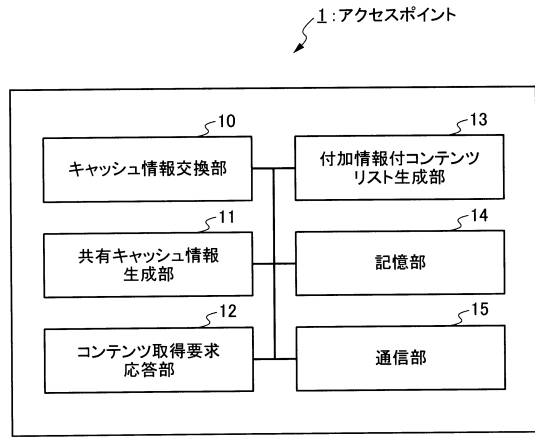 1:アクセスポイント
10
キャッシュ情報交換部
13
付加情報付コンテンツ
リスト生成部
11
共有キャッシュ情報
生成部
14
記憶部
12
コンテンツ取得要求
応答部
15
通信部